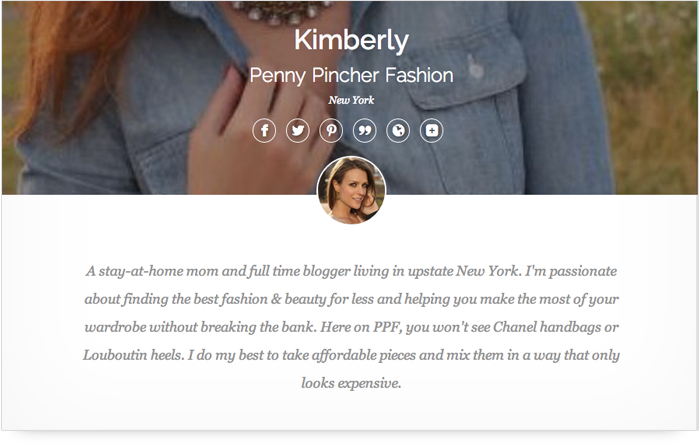 Kimberly
Penny Pincher Fashion
New York
A stay-at-home mom and full time blogger living in upstate New York. I'm passionate
about finding the best fashion & beauty for less and helping you make the most of your
wardrobe without breaking the bank. Here on PPF, you won't see Chanel handbags or
Louboutin heels. I do my best to take affordable pieces and mix them in a way that only
looks expensive.